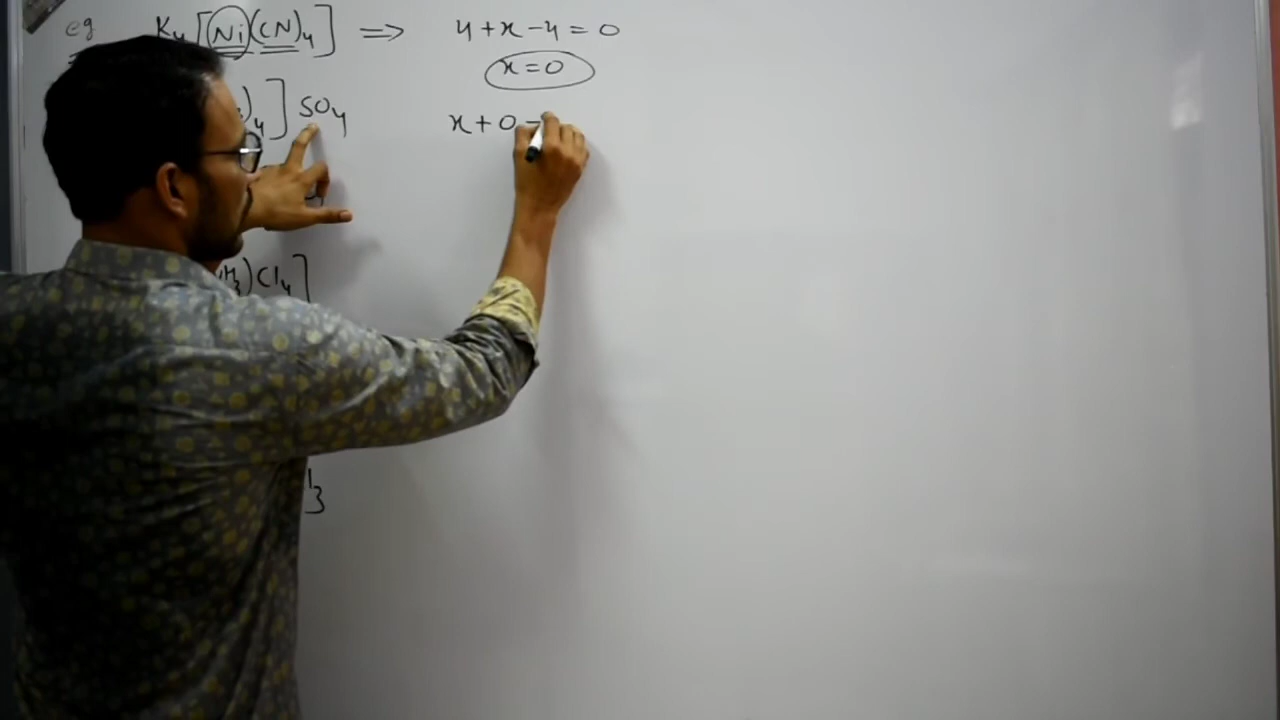 eg K4[Ni(CN)4] ⇒ 4+x-4=0
x=0
)4]SO4 x+0-
)Cl4]
3